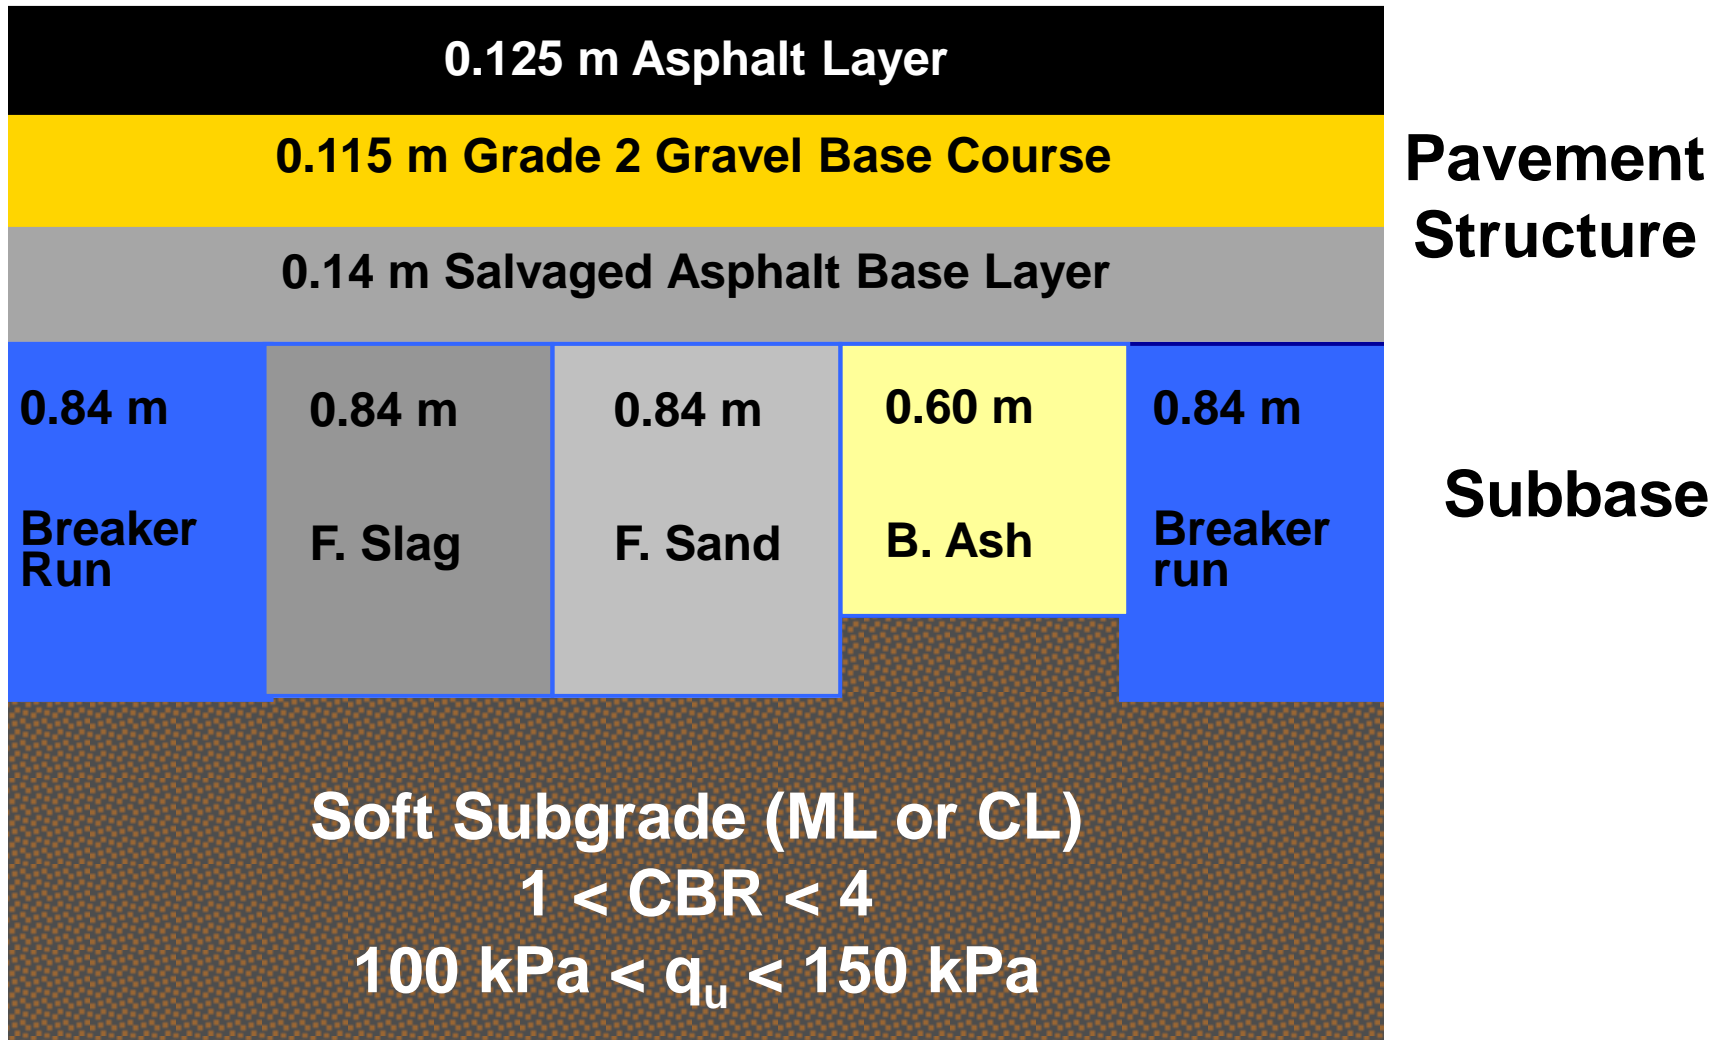 0.125 m Asphalt Layer
0.115 m Grade 2 Gravel Base Course
0.14 m Salvaged Asphalt Base Layer
Pavement
Structure
0.84 m
Breaker
Run
0.84 m
F. Slag
0.84 m
F. Sand
0.60 m
B. Ash
0.84 m
Breaker
run
Subbase
Soft Subgrade (ML or CL)
1 < CBR < 4
100 kPa < qᵤ < 150 kPa